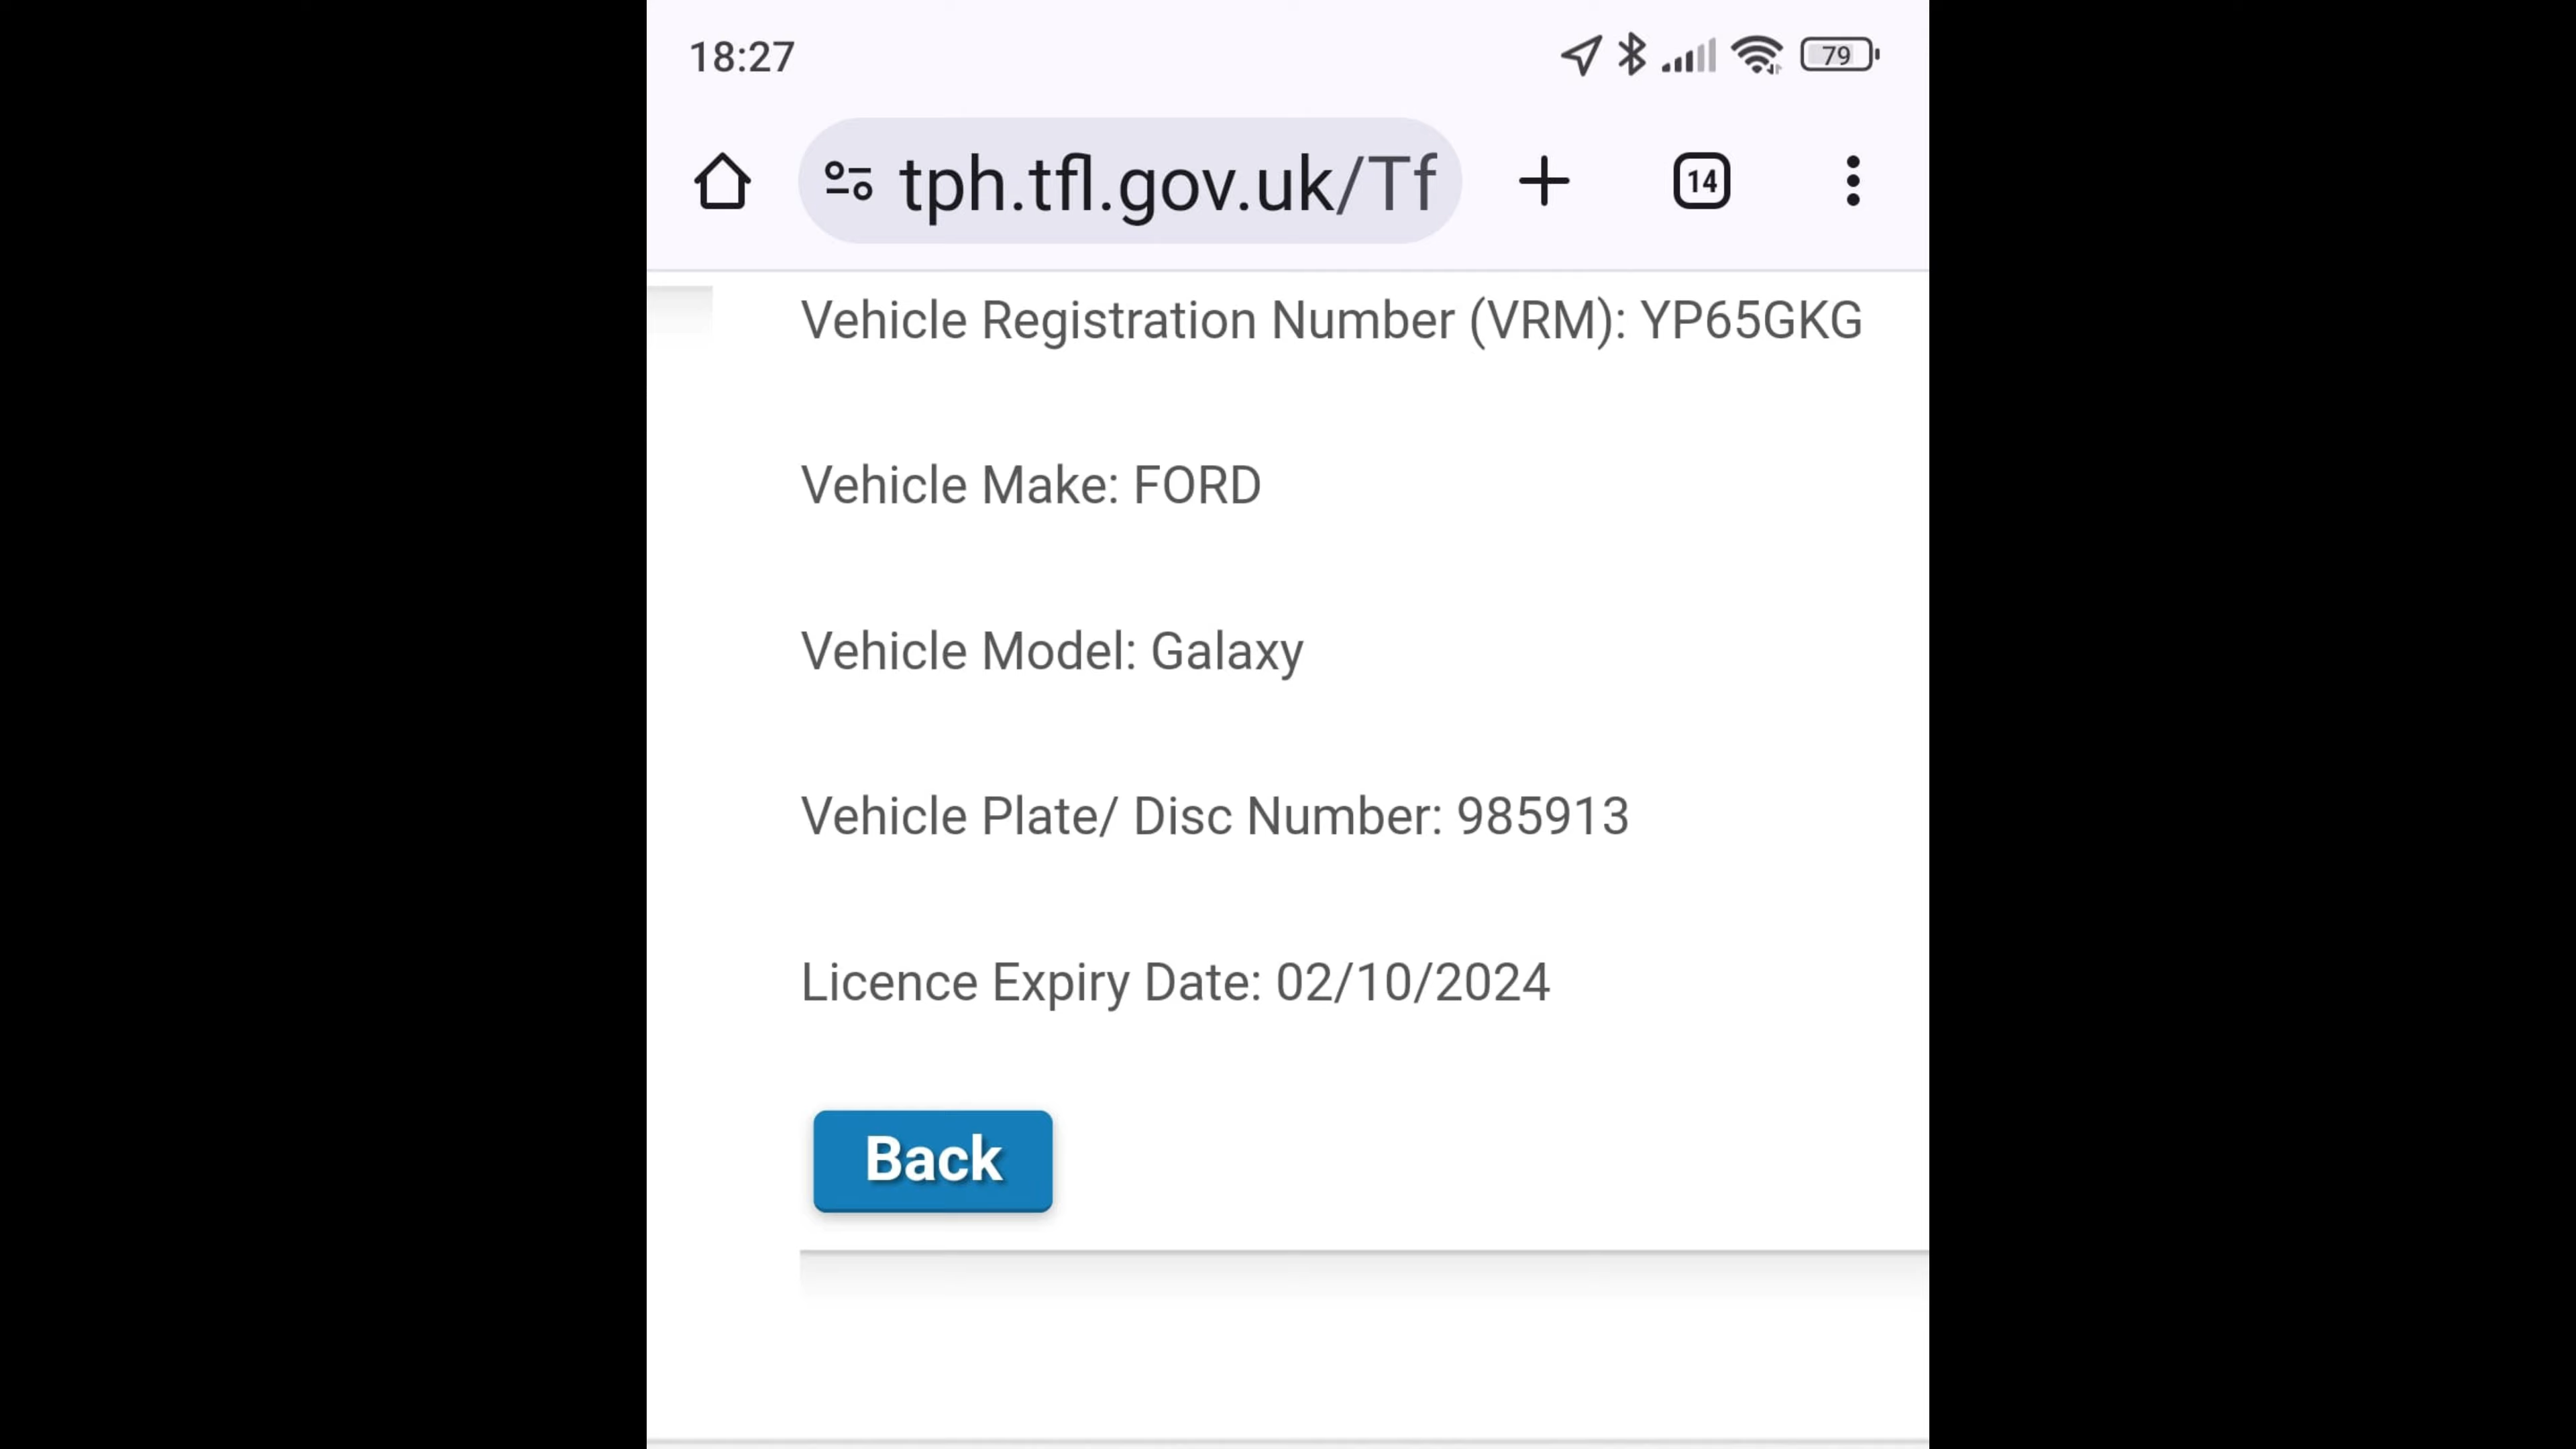 18:27
79
tph.tfl.gov.uk/Tf
14
Vehicle Registration Number (VRM): YP65GKG
Vehicle Make: FORD
Vehicle Model: Galaxy
Vehicle Plate/ Disc Number: 985913
Licence Expiry Date: 02/10/2024
Back